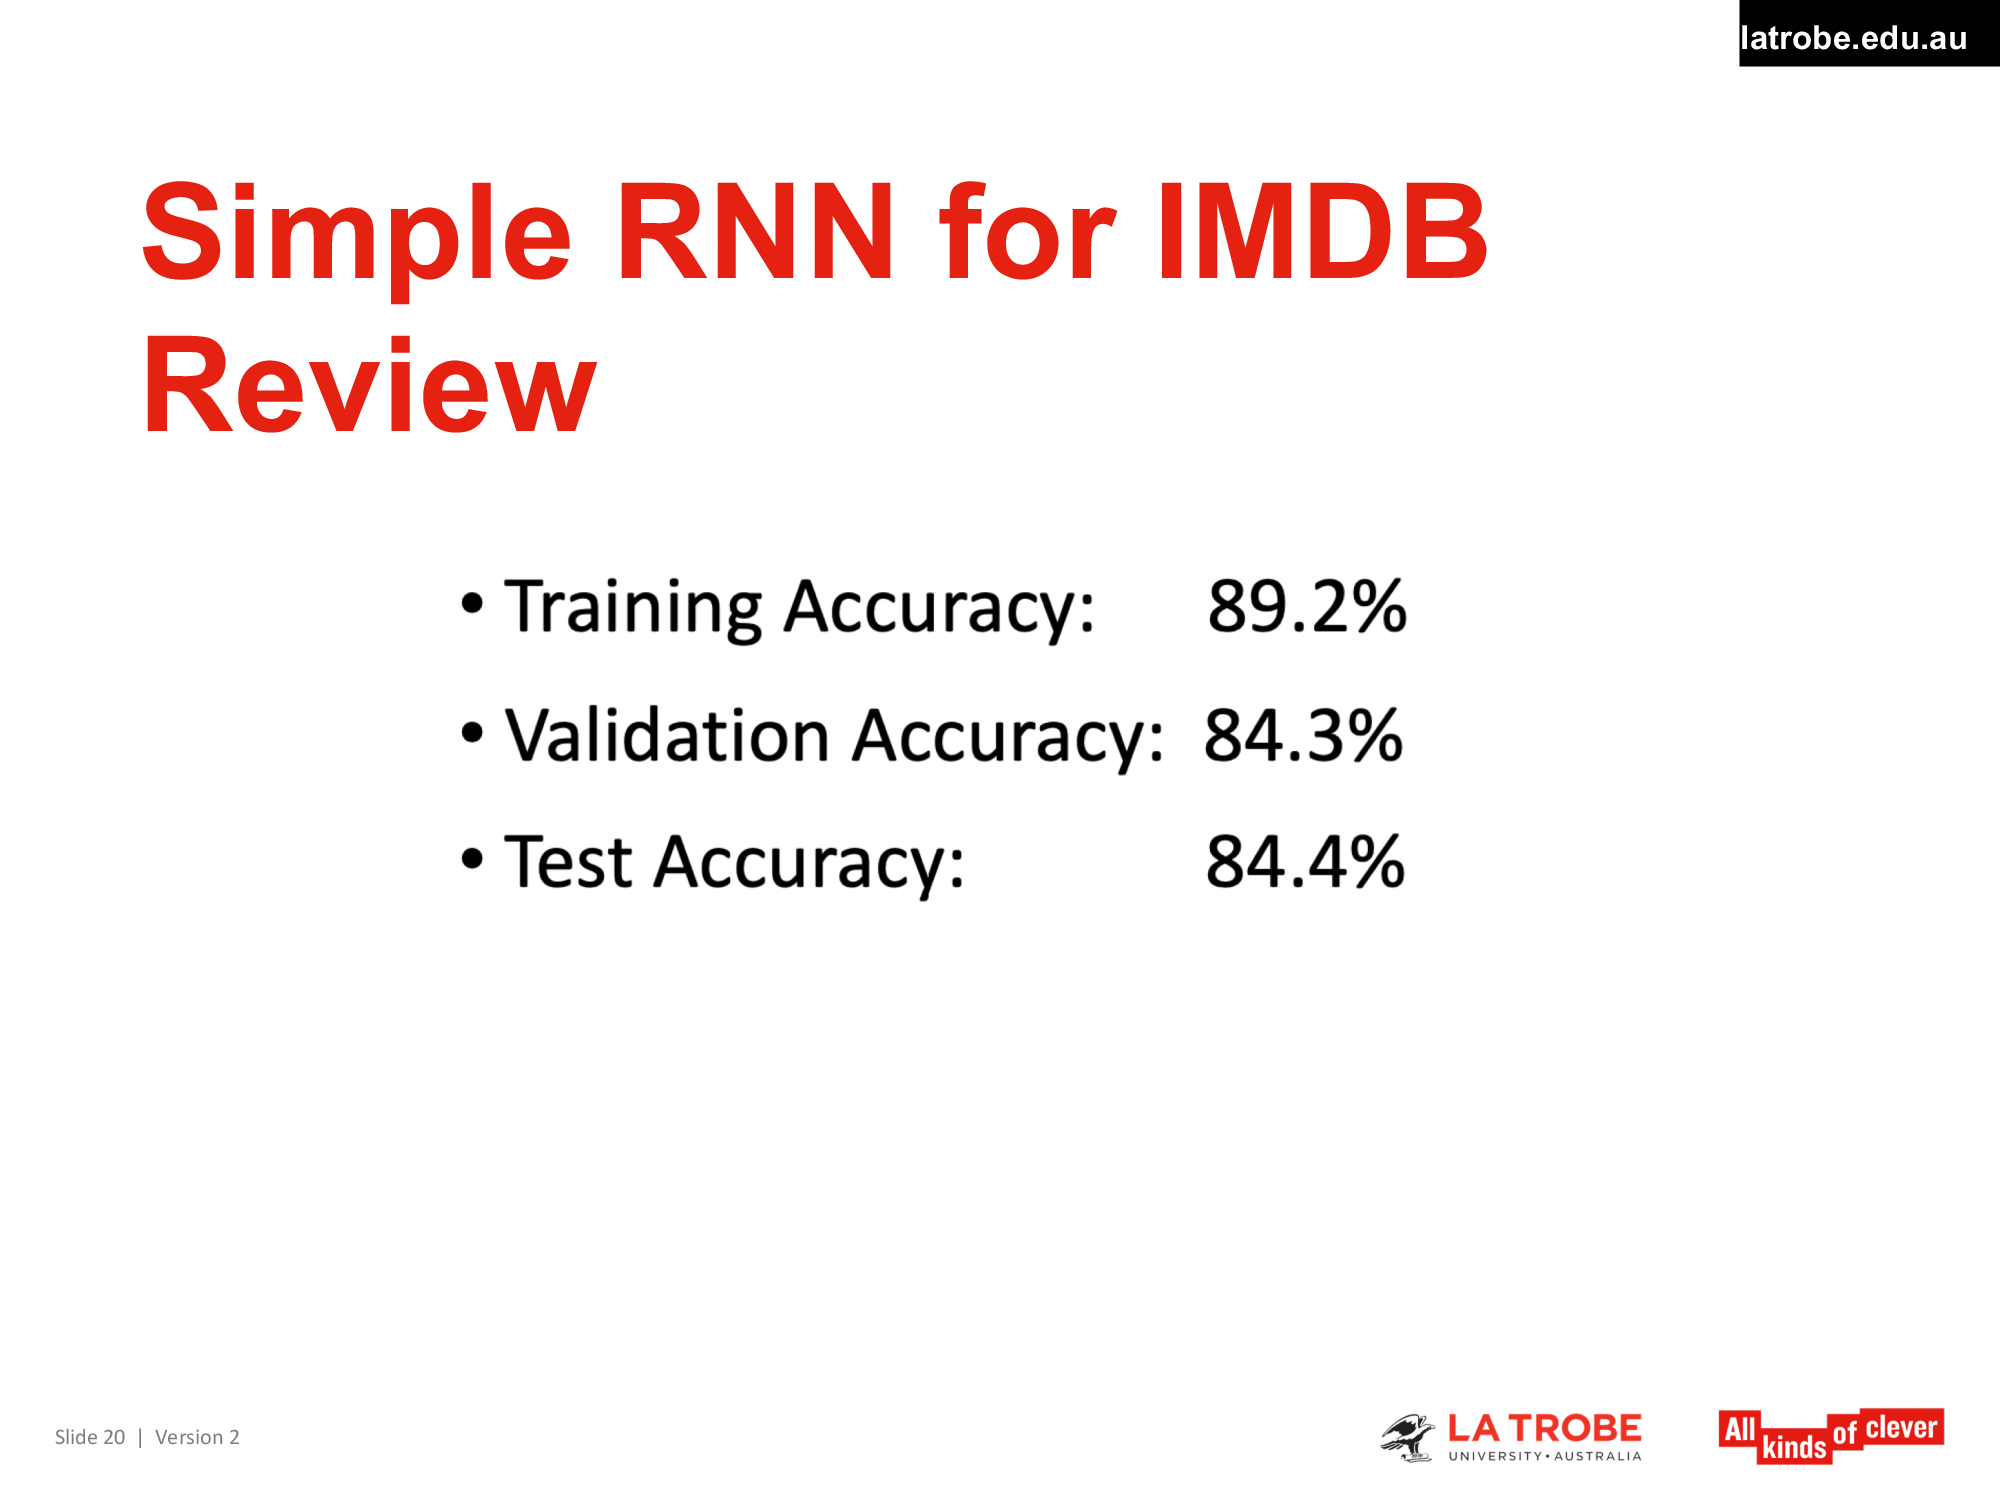 latrobe.edu.au
Simple RNN for IMDB
Review
• Training Accuracy: 89.2%
• Validation Accuracy: 84.3%
• Test Accuracy: 84.4%
Slide 20 | Version 2
LA TROBE
UNIVERSITY • AUSTRALIA
All kinds of clever